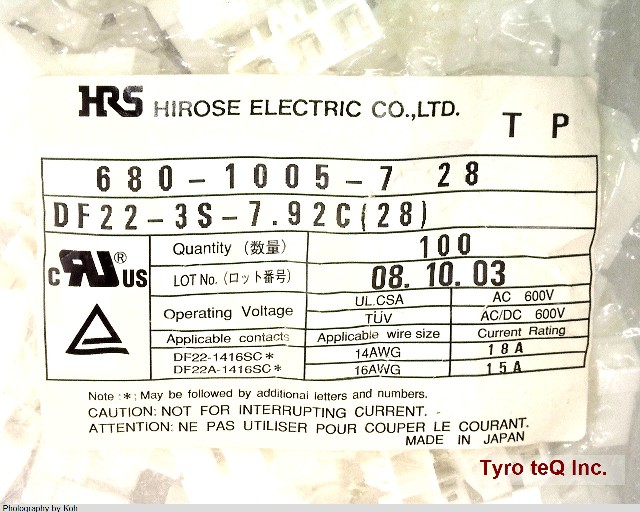 HRS HIROSE ELECTRIC CO.,LTD.
T P
680-1005-7 28
DF22-3S-7.92C(28)
c RU ® US
Quantity (数量) 100
LOT No. (ロット番号) 08. 10. 03
Operating Voltage UL.CSA AC 600V
TÜV AC/DC 600V
Applicable contacts Applicable wire size Current Rating
DF22-1416SC* 14AWG 18A
DF22A-1416SC* 16AWG 15A
Note :*; May be followed by additional letters and numbers.
CAUTION: NOT FOR INTERRUPTING CURRENT.
ATTENTION: NE PAS UTILISER POUR COUPER LE COURANT.
MADE IN JAPAN
Tyro teQ Inc.
Photography by Koh